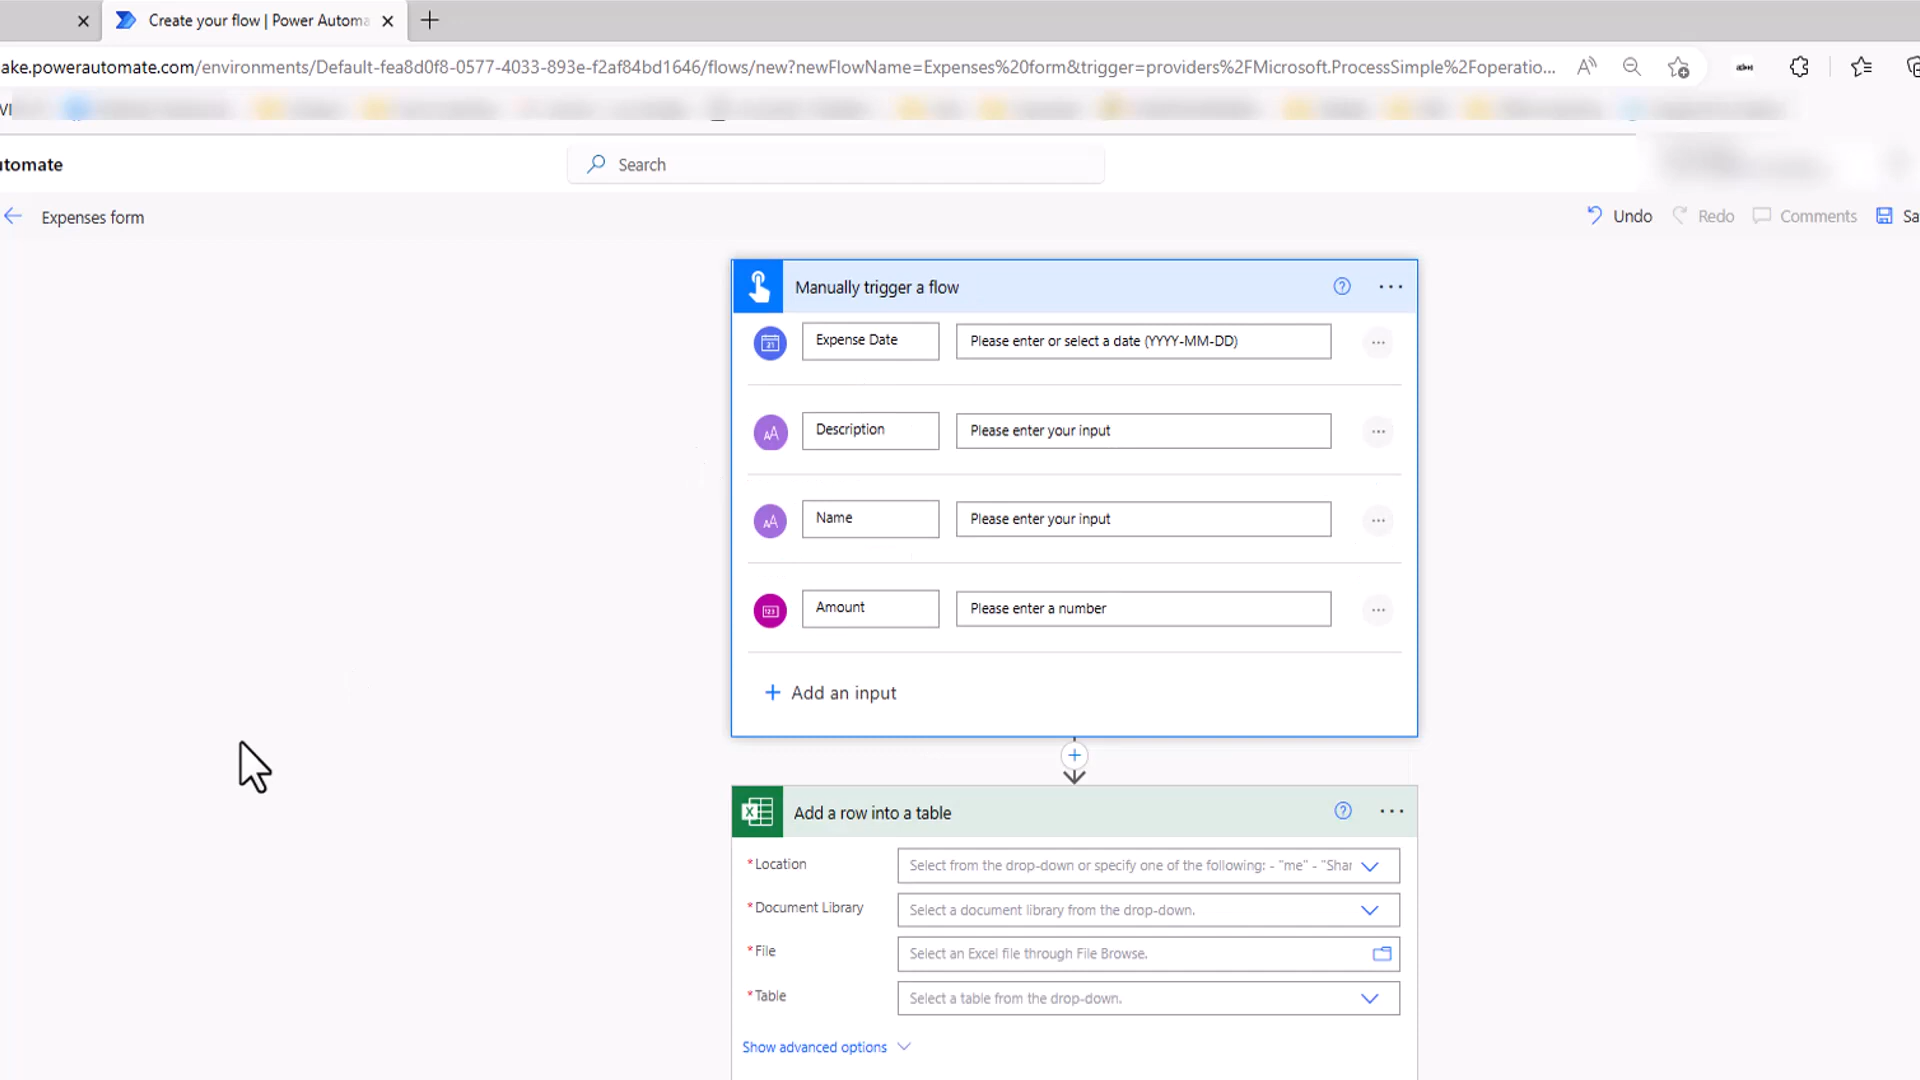 Create your flow | Power Automa
ake.powerautomate.com/environments/Default-fea8d0f8-0577-4033-893e-f2af84bd1646/flows/new?newFlowName=Expenses%20form&trigger=providers%2FMicrosoft.ProcessSimple%2Foperatio...
VI
utomate
Search
Expenses form
Undo
Redo
Comments
Sa
Manually trigger a flow
Expense Date
Please enter or select a date (YYYY-MM-DD)
Description
Please enter your input
Name
Please enter your input
Amount
Please enter a number
+ Add an input
Add a row into a table
*Location
Select from the drop-down or specify one of the following: - "me" - "Shar
*Document Library
Select a document library from the drop-down.
*File
Select an Excel file through File Browse.
*Table
Select a table from the drop-down.
Show advanced options